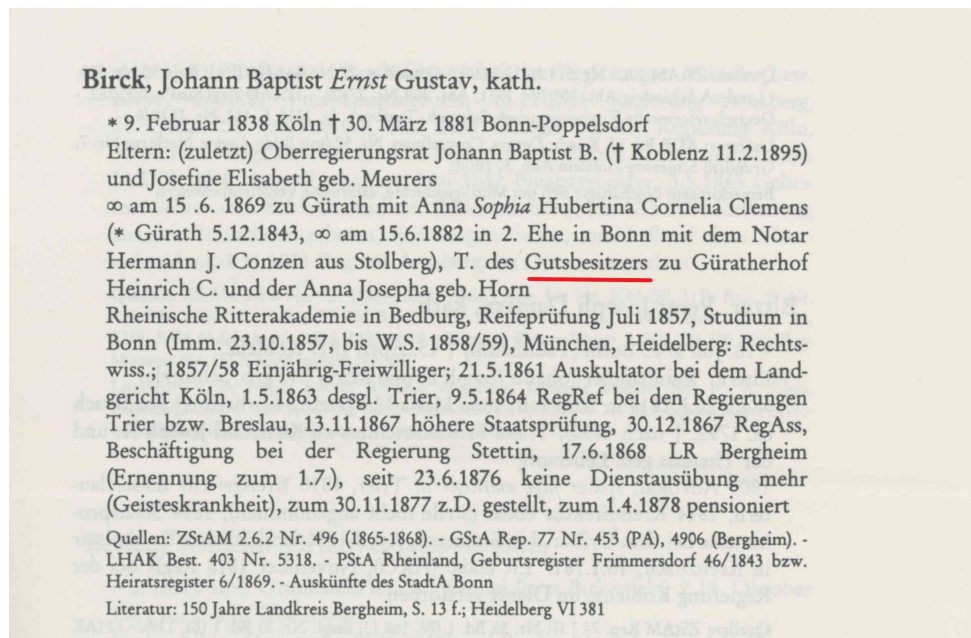 Birck, Johann Baptist Ernst Gustav, kath.
* 9. Februar 1838 Köln † 30. März 1881 Bonn-Poppelsdorf
Eltern: (zuletzt) Oberregierungsrat Johann Baptist B. († Koblenz 11.2.1895)
und Josefine Elisabeth geb. Meurers
∞ am 15 .6. 1869 zu Gürath mit Anna Sophia Hubertina Cornelia Clemens
(* Gürath 5.12.1843, ∞ am 15.6.1882 in 2. Ehe in Bonn mit dem Notar
Hermann J. Conzen aus Stolberg), T. des Gutsbesitzers zu Güratherhof
Heinrich C. und der Anna Josepha geb. Horn
Rheinische Ritterakademie in Bedburg, Reifeprüfung Juli 1857, Studium in
Bonn (Imm. 23.10.1857, bis W.S. 1858/59), München, Heidelberg: Rechts-
wiss.; 1857/58 Einjährig-Freiwilliger; 21.5.1861 Auskultator bei dem Land-
gericht Köln, 1.5.1863 desgl. Trier, 9.5.1864 RegRef bei den Regierungen
Trier bzw. Breslau, 13.11.1867 höhere Staatsprüfung, 30.12.1867 RegAss,
Beschäftigung bei der Regierung Stettin, 17.6.1868 LR Bergheim
(Ernennung zum 1.7.), seit 23.6.1876 keine Dienstausübung mehr
(Geisteskrankheit), zum 30.11.1877 z.D. gestellt, zum 1.4.1878 pensioniert
Quellen: ZStAM 2.6.2 Nr. 496 (1865-1868). - GStA Rep. 77 Nr. 453 (PA), 4906 (Bergheim). -
LHAK Best. 403 Nr. 5318. - PStA Rheinland, Geburtsregister Frimmersdorf 46/1843 bzw.
Heiratsregister 6/1869. - Auskünfte des StadtA Bonn
Literatur: 150 Jahre Landkreis Bergheim, S. 13 f.; Heidelberg VI 381